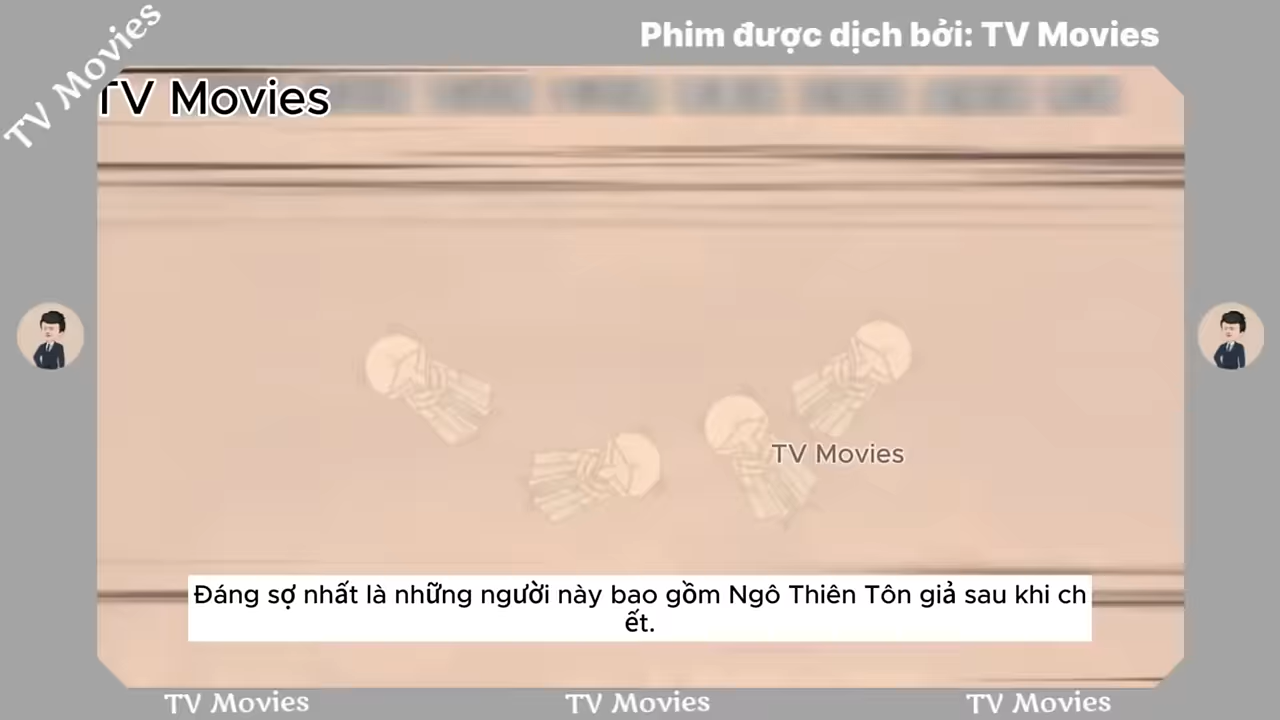 Phim được dịch bởi: TV Movies
TV Movies
TV Movies
TV Movies
Đáng sợ nhất là những người này bao gồm Ngô Thiên Tôn giả sau khi ch
ết.
TV Movies
TV Movies
TV Movies